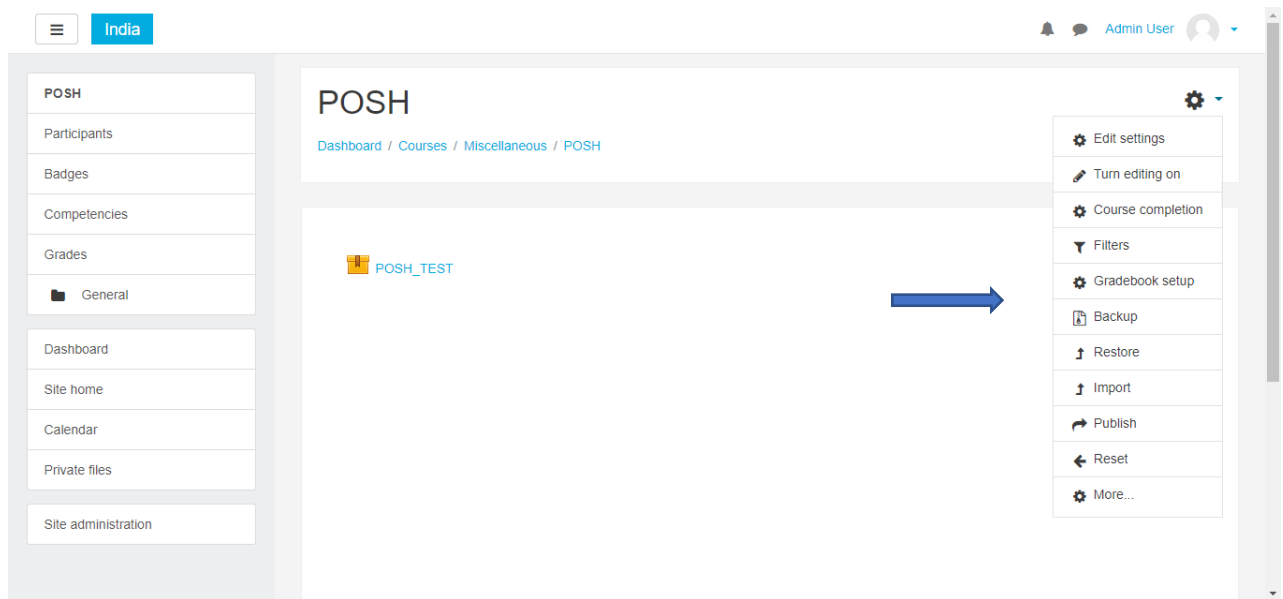 India
Admin User
POSH
Participants
Badges
Competencies
Grades
General
Dashboard
Site home
Calendar
Private files
Site administration
POSH
Dashboard / Courses / Miscellaneous / POSH
POSH_TEST
Edit settings
Turn editing on
Course completion
Filters
Gradebook setup
Backup
Restore
Import
Publish
Reset
More...